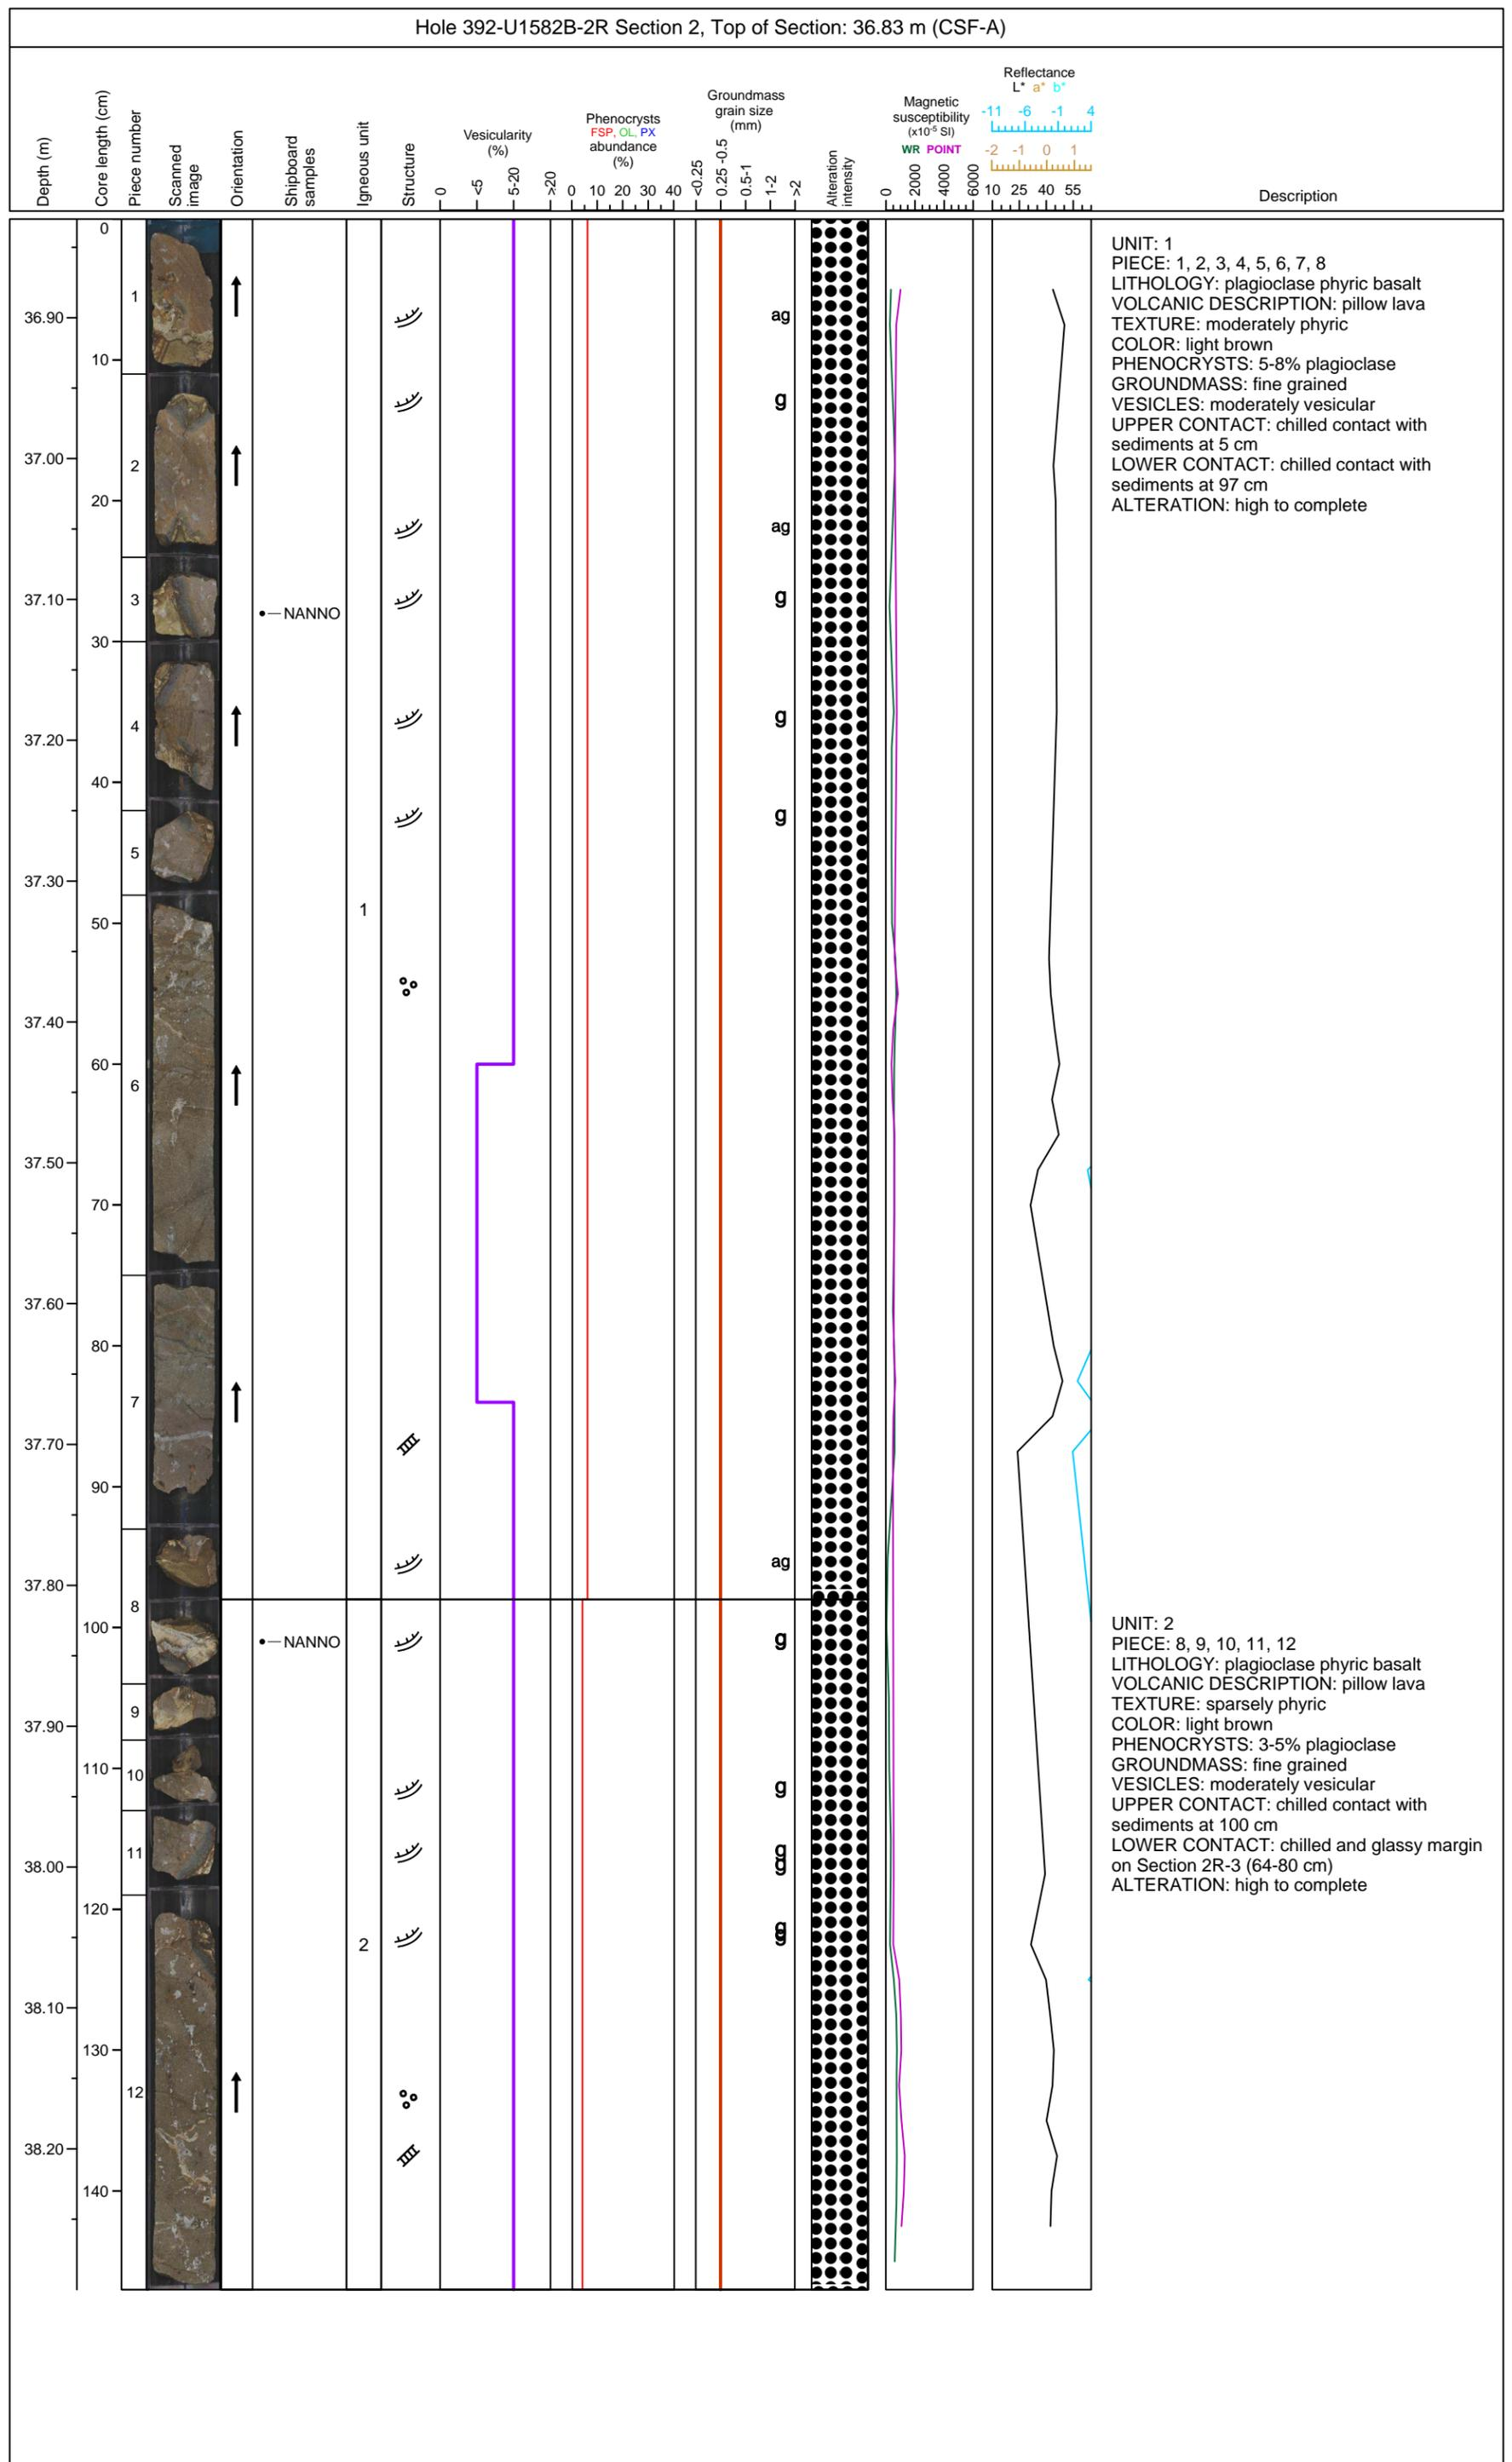 Hole 392-U1582B-2R Section 2, Top of Section: 36.83 m (CSF-A)
Depth (m)
Core length (cm)
Piece number
Scanned
image
Orientation
Shipboard
samples
Igneous unit
Structure
Vesicularity
(%)
0
<5
5-20
>20
Phenocrysts
FSP, OL, PX
abundance
(%)
0 10 20 30 40
Groundmass
grain size
(mm)
<0.25
0.25 -0.5
0.5-1
1-2
>2
Alteration
intensity
Magnetic
susceptibility
(x10-5 SI)
WR POINT
0
2000
4000
6000
Reflectance
L* a* b*
-11 -6 -1 4
-2 -1 0 1
10 25 40 55
Description
0
UNIT: 1
PIECE: 1, 2, 3, 4, 5, 6, 7, 8
LITHOLOGY: plagioclase phyric basalt
VOLCANIC DESCRIPTION: pillow lava
TEXTURE: moderately phyric
COLOR: light brown
PHENOCRYSTS: 5-8% plagioclase
GROUNDMASS: fine grained
VESICLES: moderately vesicular
UPPER CONTACT: chilled contact with
sediments at 5 cm
LOWER CONTACT: chilled contact with
sediments at 97 cm
ALTERATION: high to complete
1
36.90
ag
10
g
37.00
2
20
ag
37.10
3
NANNO
g
30
g
4
37.20
40
g
5
37.30
1
50
37.40
60
6
37.50
70
37.60
80
7
37.70
90
ag
37.80
8
100
NANNO
g
UNIT: 2
PIECE: 8, 9, 10, 11, 12
LITHOLOGY: plagioclase phyric basalt
VOLCANIC DESCRIPTION: pillow lava
TEXTURE: sparsely phyric
COLOR: light brown
PHENOCRYSTS: 3-5% plagioclase
GROUNDMASS: fine grained
VESICLES: moderately vesicular
UPPER CONTACT: chilled contact with
sediments at 100 cm
LOWER CONTACT: chilled and glassy margin
on Section 2R-3 (64-80 cm)
ALTERATION: high to complete
9
37.90
110
10
g
11
g
g
38.00
120
g
g
2
38.10
130
12
38.20
140